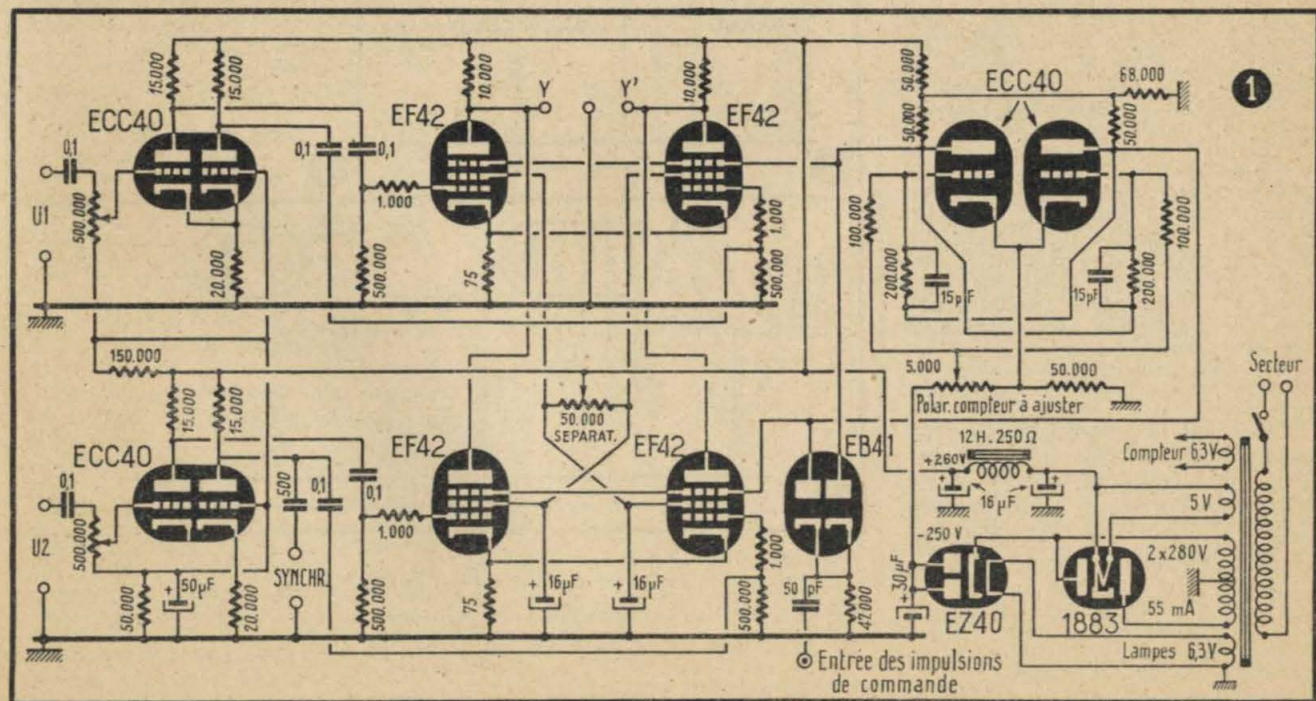 1
ECC40
15.000
15.000
0,1
U1
500.000
20.000
0,1
0,1
10.000
EF42
1.000
500.000
75
Y
Y'
10.000
EF42
1.000
500.000
50.000
50.000
ECC40
68.000
50.000
100.000
200.000
15pF
15pF
200.000
100.000
5.000
50.000
Polar. compteur à ajuster
Secteur
150.000
15.000
15.000
ECC40
0,1
U2
500.000
50.000
50µF
20.000
500
SYNCHR.
0,1
0,1
EF42
1.000
500.000
75
50.000
SEPARAT.
16µF
16µF
EF42
1.000
500.000
EB41
50 pF
47.000
Entrée des impulsions
de commande
12H.250Ω
+260V
16µF
-250V
30µF
EZ40
1883
Compteur 6,3V
5V
2x280V
55 mA
Lampes 6,3V